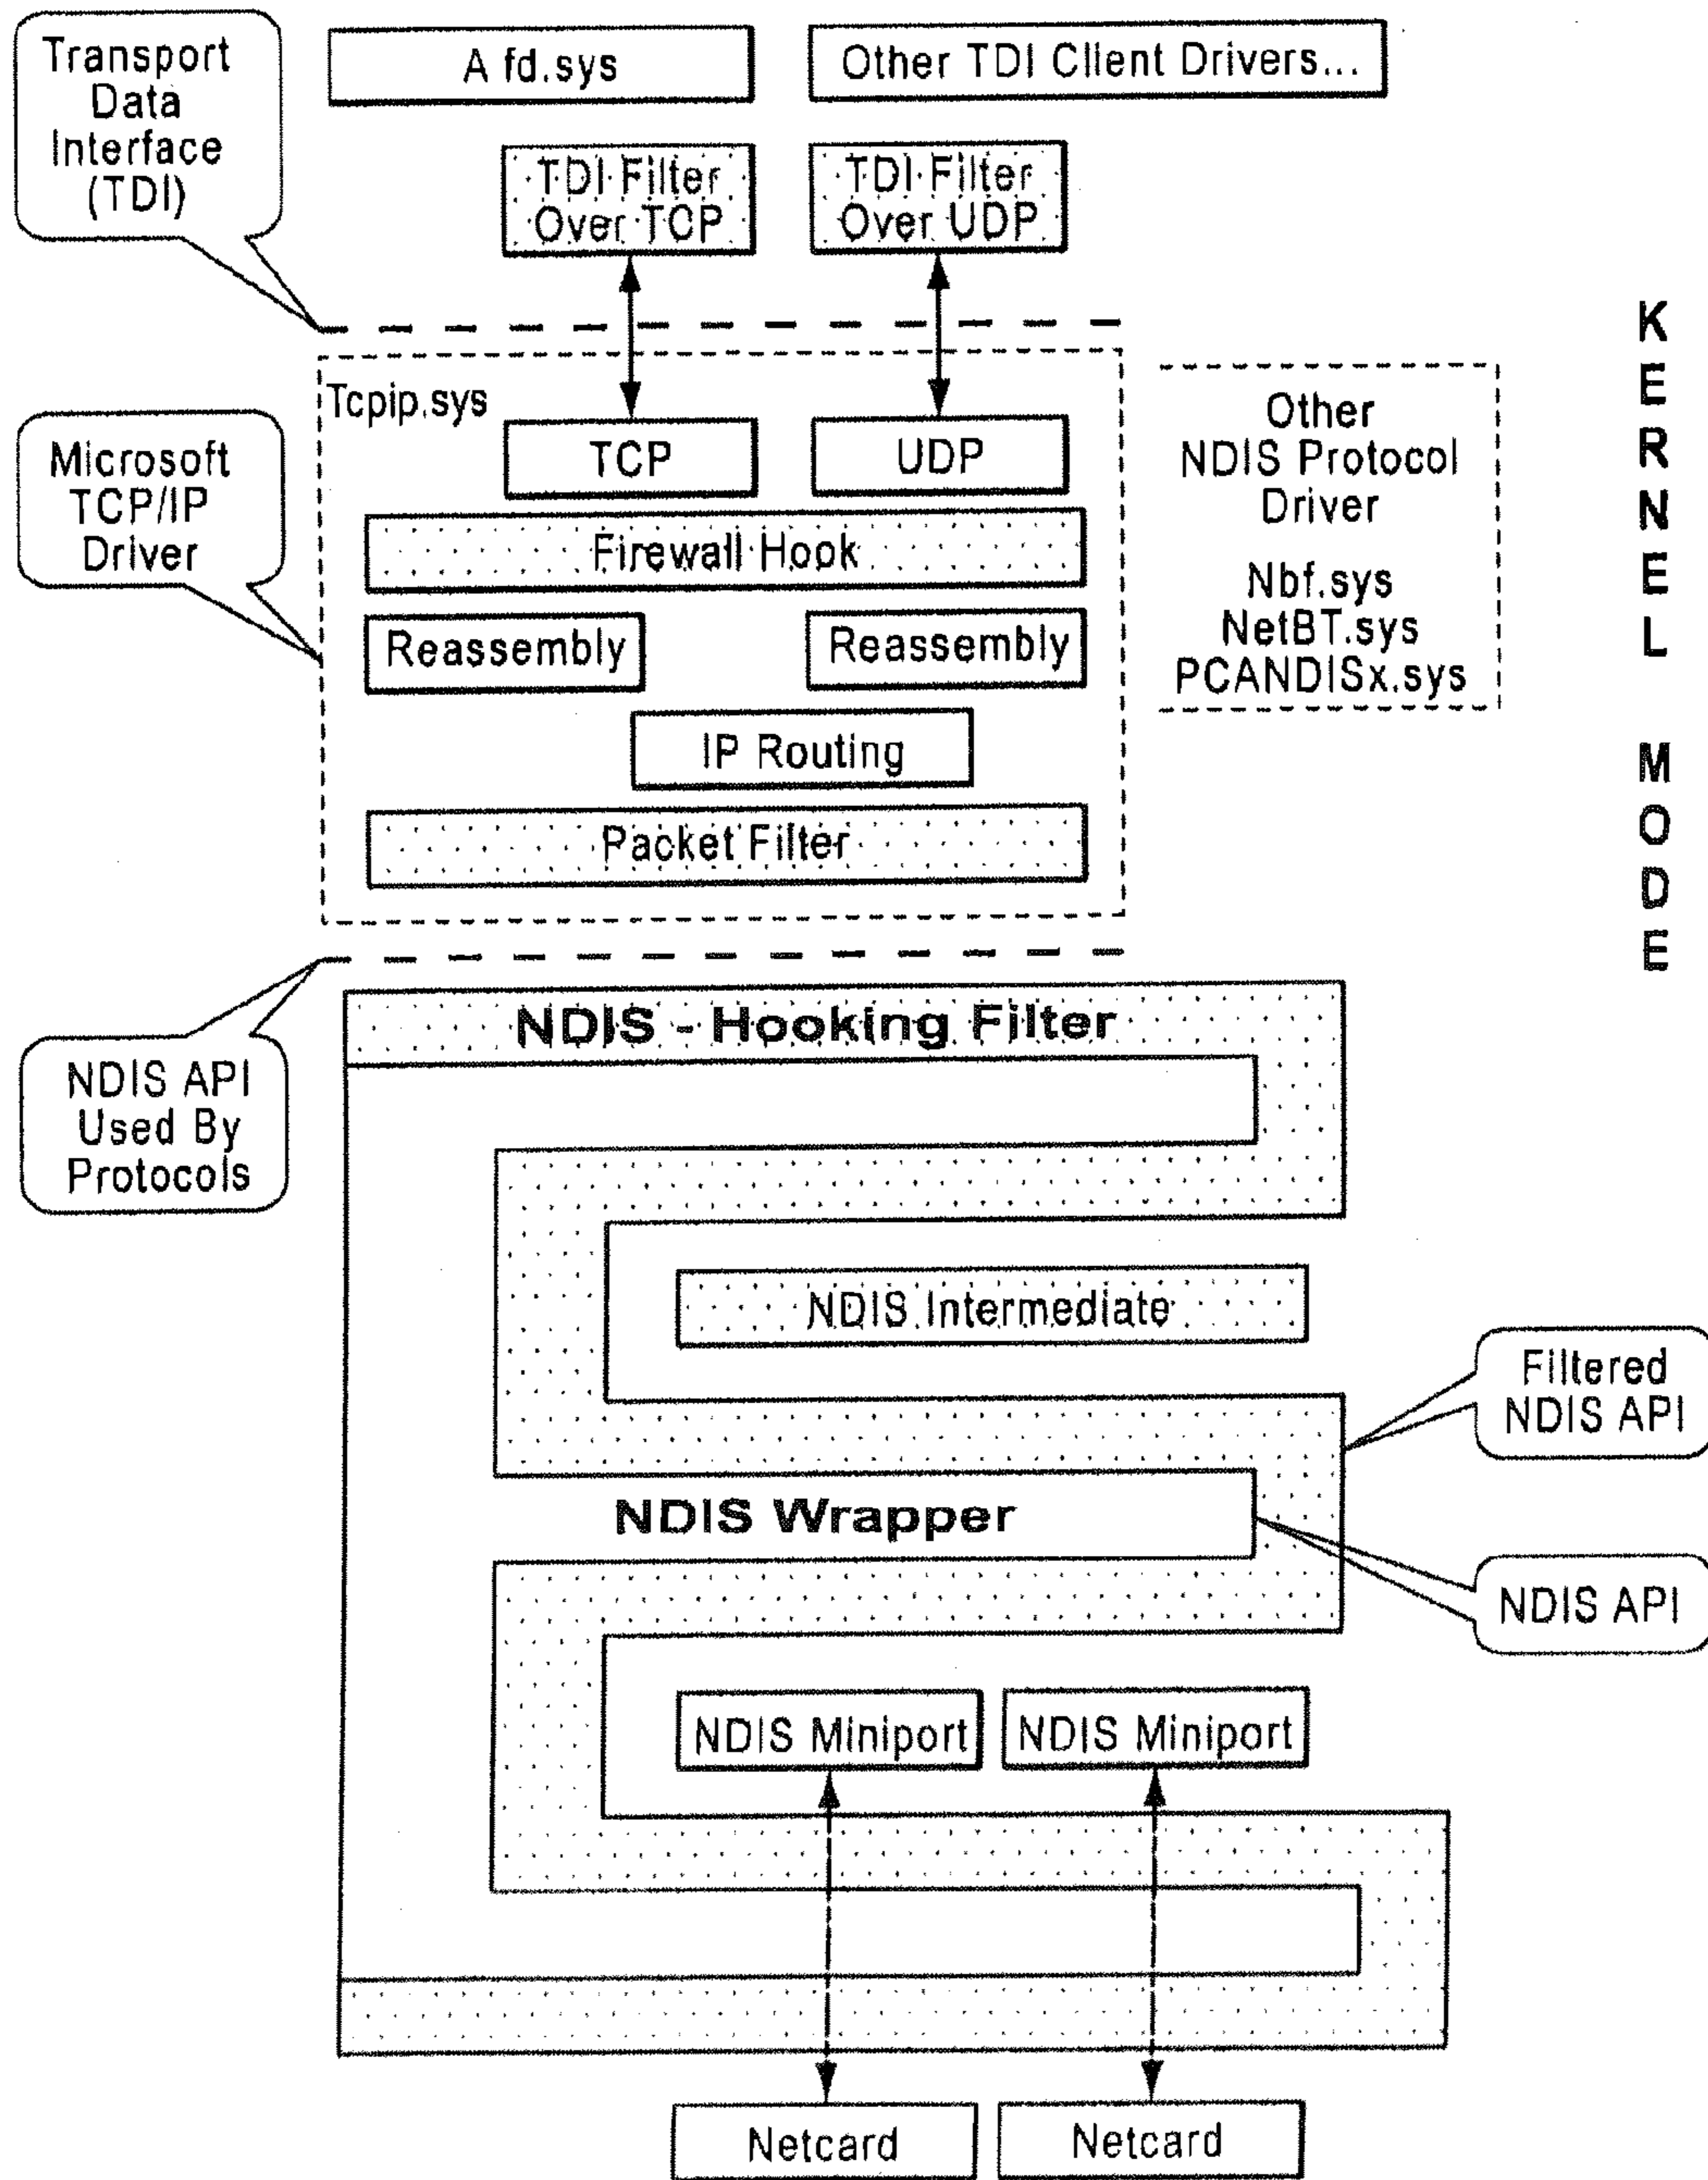 Transport
Data
Interface
(TDI)
A fd.sys
Other TDI Client Drivers...
TDI Filter
Over TCP
TDI Filter
Over UDP
Microsoft
TCP/IP
Driver
Tcpip.sys
TCP
UDP
Firewall Hook
Reassembly
Reassembly
IP Routing
Packet Filter
Other
NDIS Protocol
Driver
Nbf.sys
NetBT.sys
PCANDISx.sys
KERNEL MODE
NDIS API
Used By
Protocols
NDIS - Hooking Filter
NDIS Intermediate
Filtered
NDIS API
NDIS Wrapper
NDIS API
NDIS Miniport
NDIS Miniport
Netcard
Netcard